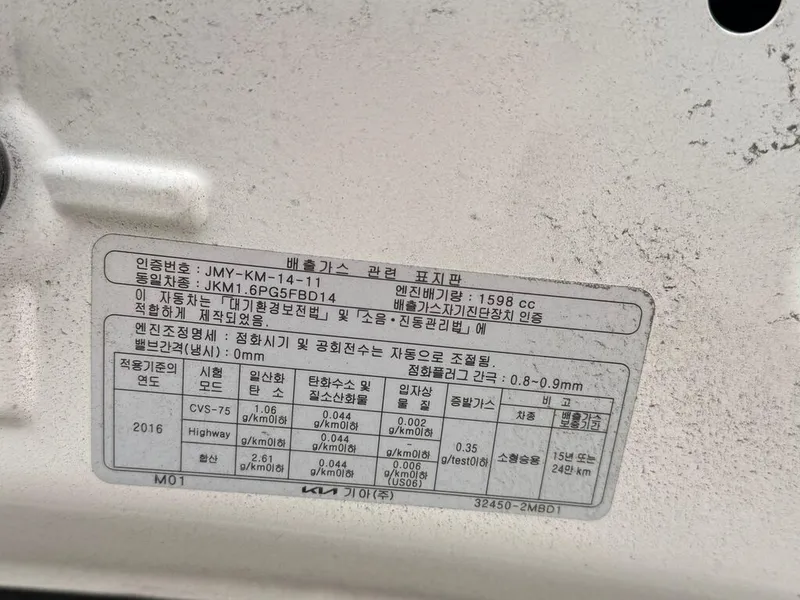 배출가스 관련 표지판
인증번호 : JMY-KM-14-11 엔진배기량 : 1598 cc
동일차종 : JKM1.6PG5FBD14 배출가스자기진단장치 인증
이 자동차는 「대기환경보전법」 및 「소음·진동관리법」에
적합하게 제작되었음.
엔진조정명세 : 점화시기 및 공회전수는 자동으로 조절됨.
밸브간격(냉시) : 0mm 점화플러그 간극 : 0.8~0.9mm
적용기준의 연도 시험 모드 일산화 탄소 탄화수소 및 질소산화물 입자상 물질 증발가스 비고
차종 배출가스 보증기간
2016 CVS-75 1.06 g/km이하 0.044 g/km이하 0.002 g/km이하 0.35 g/test이하 소형승용 15년 또는 24만 km
Highway - g/km이하 0.044 g/km이하 - g/km이하
합산 2.61 g/km이하 0.044 g/km이하 0.006 g/km이하 (US06)
M01 KIA 기아(주) 32450-2MBD1